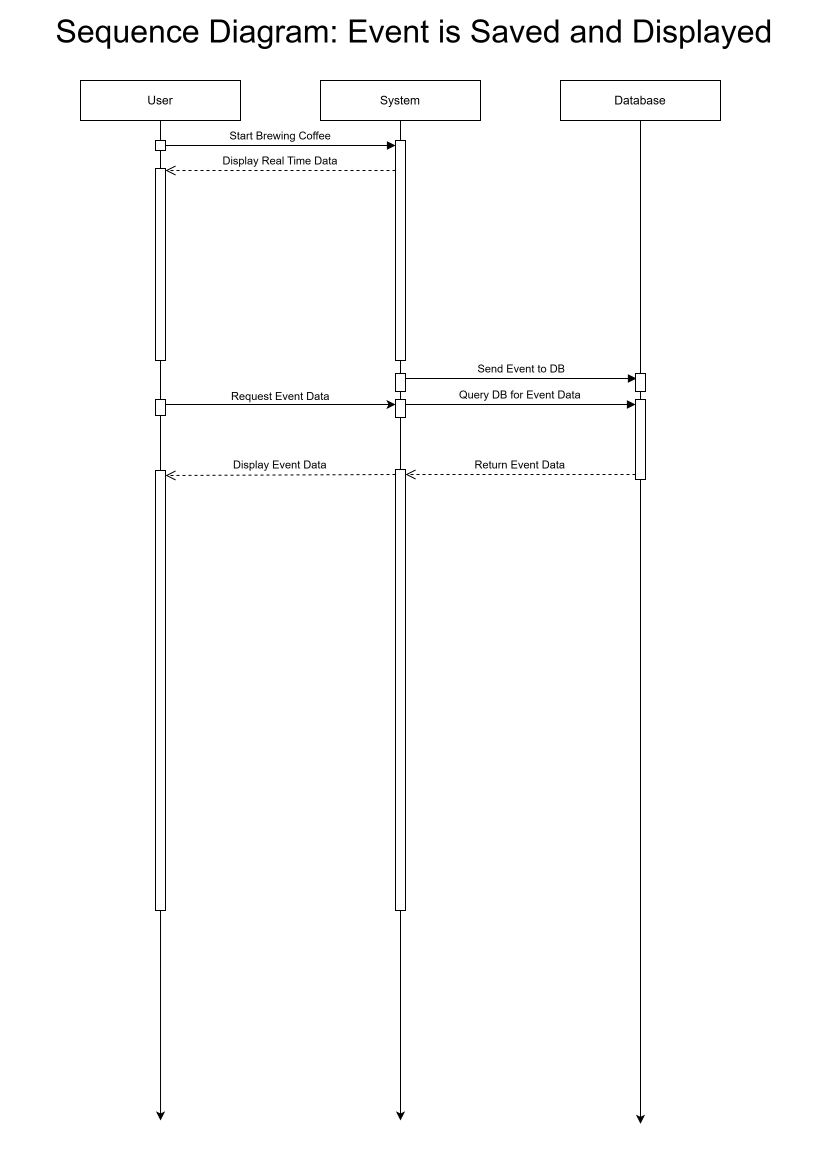 Sequence Diagram: Event is Saved and Displayed
User
System
Database
Start Brewing Coffee
Display Real Time Data
Send Event to DB
Request Event Data
Query DB for Event Data
Display Event Data
Return Event Data